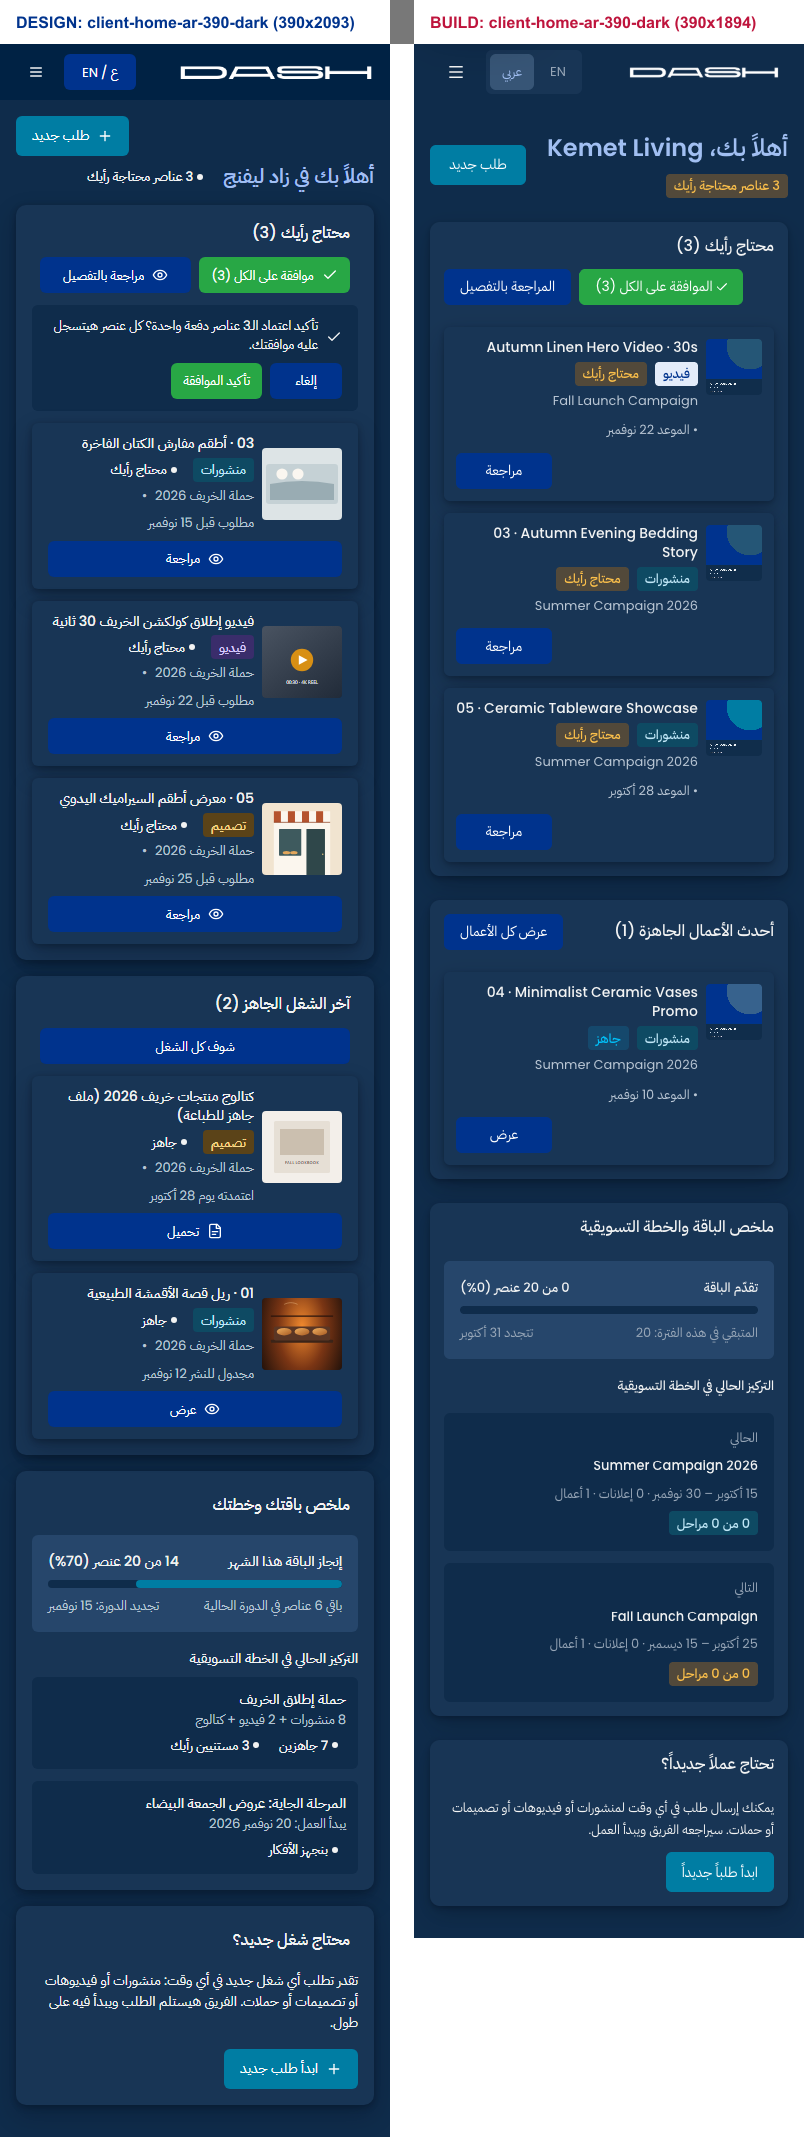 DESIGN: client-home-ar-390-dark (390x2093)
DASH
EN / ع
طلب جديد
أهلاً بك في زاد ليفنج
3 عناصر محتاجة رأيك
محتاج رأيك (3)
موافقة على الكل (3)
مراجعة بالتفصيل
تأكيد اعتماد الـ3 عناصر دفعة واحدة؟ كل عنصر هيتسجل
عليه موافقتك.
إلغاء
تأكيد الموافقة
03 · أطقم مفارش الكتان الفاخرة
منشورات
محتاج رأيك
حملة الخريف 2026 •
مطلوب قبل 15 نوفمبر
مراجعة
فيديو إطلاق كولكشن الخريف 30 ثانية
فيديو
محتاج رأيك
حملة الخريف 2026 •
مطلوب قبل 22 نوفمبر
مراجعة
05 · معرض أطقم السيراميك اليدوي
تصميم
محتاج رأيك
حملة الخريف 2026 •
مطلوب قبل 25 نوفمبر
مراجعة
آخر الشغل الجاهز (2)
شوف كل الشغل
كتالوج منتجات خريف 2026 (ملف
جاهز للطباعة)
تصميم
جاهز
حملة الخريف 2026 •
اعتمدته يوم 28 أكتوبر
تحميل
01 · ريل قصة الأقمشة الطبيعية
منشورات
جاهز
حملة الخريف 2026 •
مجدول للنشر 12 نوفمبر
عرض
ملخص باقتك وخطتك
إنجاز الباقة هذا الشهر
14 من 20 عنصر (70%)
باقي 6 عناصر في الدورة الحالية
تجديد الدورة: 15 نوفمبر
التركيز الحالي في الخطة التسويقية
حملة إطلاق الخريف
8 منشورات + 2 فيديو + كتالوج
7 جاهزين
3 مستنيين رأيك
المرحلة الجاية: عروض الجمعة البيضاء
يبدأ العمل: 20 نوفمبر 2026
بنجهز الأفكار
محتاج شغل جديد؟
تقدر تطلب أي شغل جديد في أي وقت: منشورات أو فيديوهات
أو تصميمات أو حملات. الفريق هيستلم الطلب ويبدأ فيه على
طول.
ابدأ طلب جديد
BUILD: client-home-ar-390-dark (390x1894)
DASH
EN
عربي
أهلاً بك، Kemet Living
3 عناصر محتاجة رأيك
طلب جديد
محتاج رأيك (3)
✓ الموافقة على الكل (3)
المراجعة بالتفصيل
Autumn Linen Hero Video · 30s
فيديو
محتاج رأيك
Fall Launch Campaign
• الموعد 22 نوفمبر
مراجعة
03 · Autumn Evening Bedding
Story
منشورات
محتاج رأيك
Summer Campaign 2026
مراجعة
05 · Ceramic Tableware Showcase
منشورات
محتاج رأيك
Summer Campaign 2026
• الموعد 28 أكتوبر
مراجعة
أحدث الأعمال الجاهزة (1)
عرض كل الأعمال
04 · Minimalist Ceramic Vases
Promo
منشورات
جاهز
Summer Campaign 2026
• الموعد 10 نوفمبر
عرض
ملخص الباقة والخطة التسويقية
تقدّم الباقة
0 من 20 عنصر (0%)
المتبقي في هذه الفترة: 20
تتجدد 31 أكتوبر
التركيز الحالي في الخطة التسويقية
الحالي
Summer Campaign 2026
15 أكتوبر – 30 نوفمبر · 0 إعلانات · 1 أعمال
0 من 0 مراحل
التالي
Fall Launch Campaign
25 أكتوبر – 15 ديسمبر · 0 إعلانات · 1 أعمال
0 من 0 مراحل
تحتاج عملاً جديداً؟
يمكنك إرسال طلب في أي وقت لمنشورات أو فيديوهات أو تصميمات
أو حملات. سيراجعه الفريق ويبدأ العمل.
ابدأ طلباً جديداً